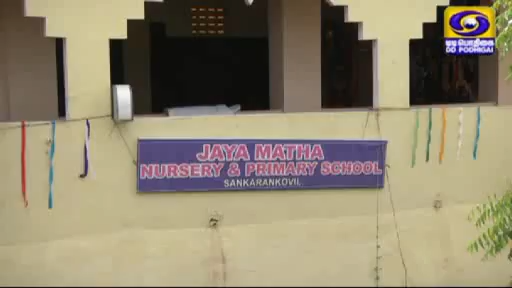 டிடி பொதிகை
DD PODHIGAI
JAYA MATHA
NURSERY & PRIMARY SCHOOL
SANKARANKOVIL